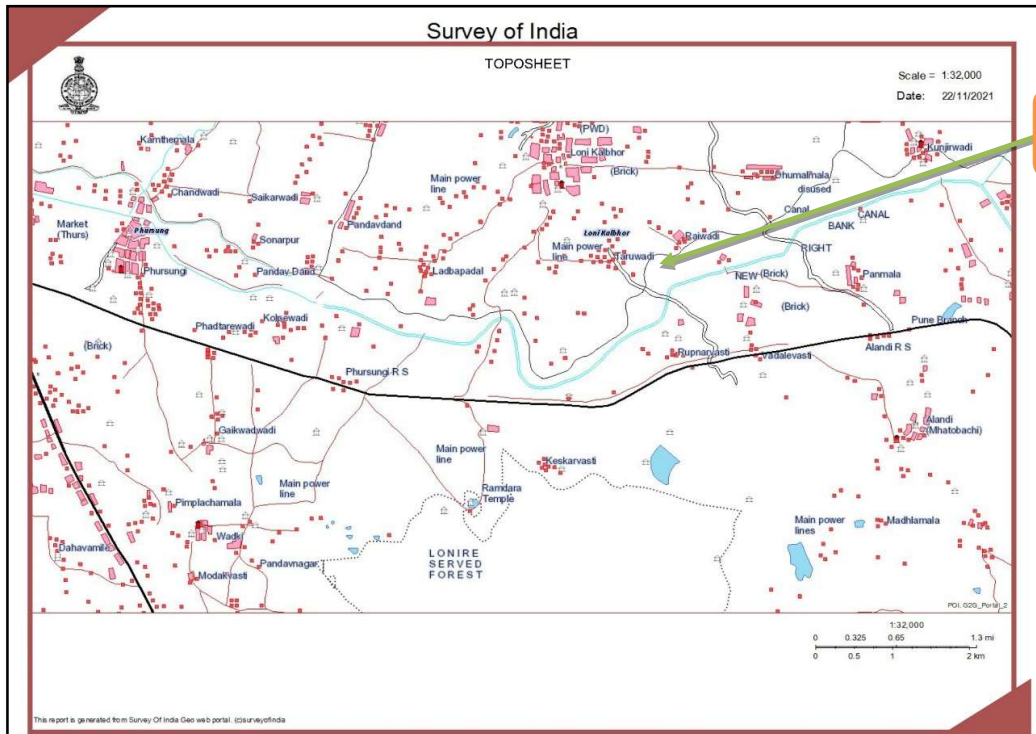 Survey of India
TOPOSHEET
Scale = 1:32,000
Date: 22/11/2021
Kamthemala
(PWD)
Loni Kalbhor
Kunjirwadi
(Brick)
Dhumalmala
Chandwadi
Main power
line
disused
Saikarwadi
Canal
CANAL
Market
(Thurs)
Phursung
Pandavdand
BANK
Loni Kalbhor
Raiwadi
Sonarpur
Main power
line
Taruwadi
RIGHT
Phursungi
Pandav Dand
Ladbapadal
NEW
(Brick)
Panmala
Kolpewadi
(Brick)
Pune Branch
Phadtarewadi
(Brick)
Alandi R S
Rupnarvasti
Vadalevasti
Phursungi R S
Gaikwadwadi
Alandi
(Mhatobachi)
Main power
line
Keskarvasti
Main power
line
Ramdara
Temple
Pimplachamala
Main power
lines
Madhlamala
Wadki
Dahavamile
LONIRE
SERVED
FOREST
Pandavnagar
Modakvasti
POI, G2G_Portal_2
1:32,000
0 0.325 0.65 1.3 mi
0 0.5 1 2 km
This report is generated from Survey Of India Geo web portal. (c)surveyofindia